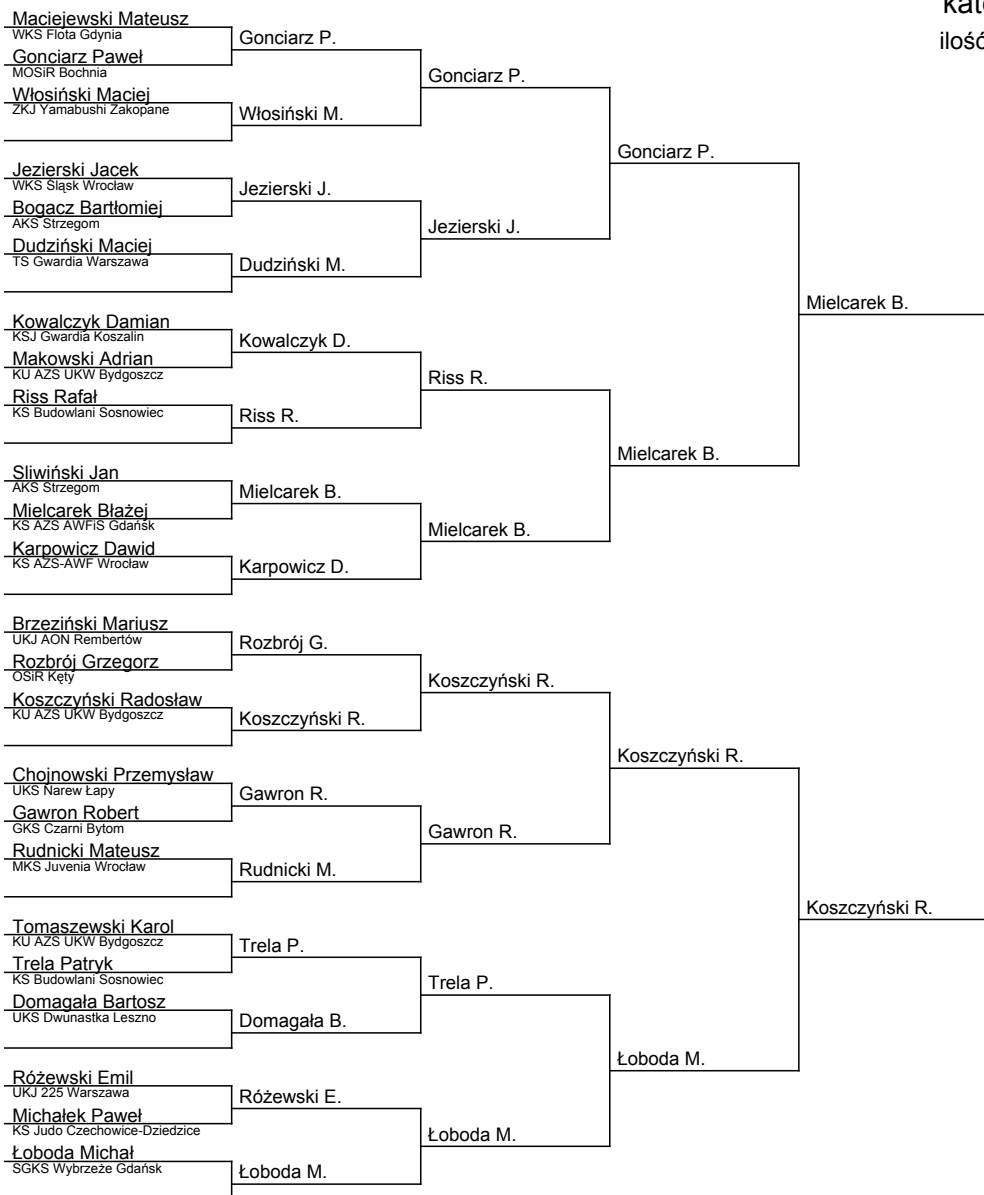 kate
ilość
Maciejewski Mateusz
WKS Flota Gdynia
Gonciarz Paweł
MOSiR Bochnia
Włosiński Maciej
ZKJ Yamabushi Zakopane
Jezierski Jacek
WKS Śląsk Wrocław
Bogacz Bartłomiej
AKS Strzegom
Dudziński Maciej
TS Gwardia Warszawa
Kowalczyk Damian
KSJ Gwardia Koszalin
Makowski Adrian
KU AZS UKW Bydgoszcz
Riss Rafał
KS Budowlani Sosnowiec
Sliwiński Jan
AKS Strzegom
Mielcarek Błażej
KS AZS AWFiS Gdańsk
Karpowicz Dawid
KS AZS-AWF Wrocław
Brzeziński Mariusz
UKJ AON Rembertów
Rozbrój Grzegorz
OSiR Kęty
Koszczyński Radosław
KU AZS UKW Bydgoszcz
Chojnowski Przemysław
UKS Narew Łapy
Gawron Robert
GKS Czarni Bytom
Rudnicki Mateusz
MKS Juvenia Wrocław
Tomaszewski Karol
KU AZS UKW Bydgoszcz
Trela Patryk
KS Budowlani Sosnowiec
Domagała Bartosz
UKS Dwunastka Leszno
Różewski Emil
UKJ 225 Warszawa
Michałek Paweł
KS Judo Czechowice-Dziedzice
Łoboda Michał
SGKS Wybrzeże Gdańsk
Gonciarz P.
Włosiński M.
Jezierski J.
Dudziński M.
Kowalczyk D.
Riss R.
Mielcarek B.
Karpowicz D.
Rozbrój G.
Koszczyński R.
Gawron R.
Rudnicki M.
Trela P.
Domagała B.
Różewski E.
Łoboda M.
Gonciarz P.
Jezierski J.
Riss R.
Mielcarek B.
Koszczyński R.
Gawron R.
Trela P.
Łoboda M.
Gonciarz P.
Mielcarek B.
Koszczyński R.
Łoboda M.
Mielcarek B.
Koszczyński R.